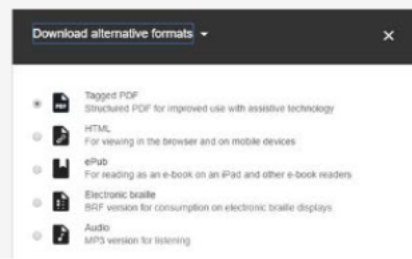 Download alternative formats
Tagged PDF
Structured PDF for improved use with assistive technology
HTML
For viewing in the browser and on mobile devices
ePub
For reading as an e-book on an iPad and other e-book readers
Electronic braille
BRF version for consumption on electronic braille displays
Audio
MP3 version for listening